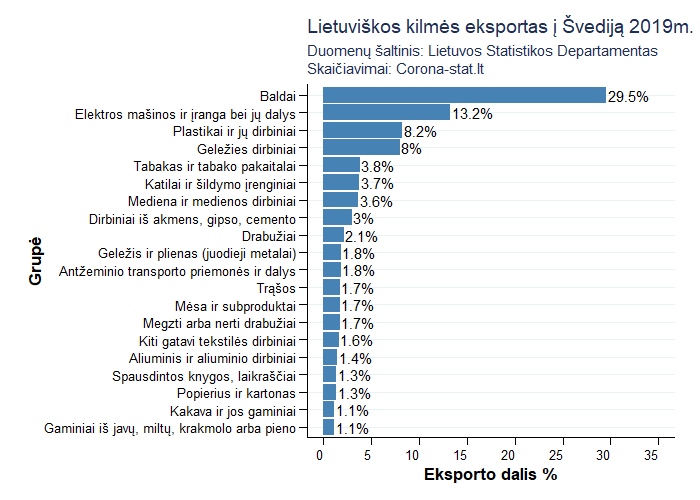 Lietuviškos kilmės eksportas į Švediją 2019m.
Duomenų šaltinis: Lietuvos Statistikos Departamentas
Skaičiavimai: Corona-stat.lt
Grupė
Baldai 29.5%
Elektros mašinos ir įranga bei jų dalys 13.2%
Plastikai ir jų dirbiniai 8.2%
Geležies dirbiniai 8%
Tabakas ir tabako pakaitalai 3.8%
Katilai ir šildymo įrenginiai 3.7%
Mediena ir medienos dirbiniai 3.6%
Dirbiniai iš akmens, gipso, cemento 3%
Drabužiai 2.1%
Geležis ir plienas (juodieji metalai) 1.8%
Antžeminio transporto priemonės ir dalys 1.8%
Trąšos 1.7%
Mėsa ir subproduktai 1.7%
Megzti arba nerti drabužiai 1.7%
Kiti gatavi tekstilės dirbiniai 1.6%
Aliuminis ir aliuminio dirbiniai 1.4%
Spausdintos knygos, laikraščiai 1.3%
Popierius ir kartonas 1.3%
Kakava ir jos gaminiai 1.1%
Gaminiai iš javų, miltų, krakmolo arba pieno 1.1%
0 5 10 15 20 25 30 35
Eksporto dalis %